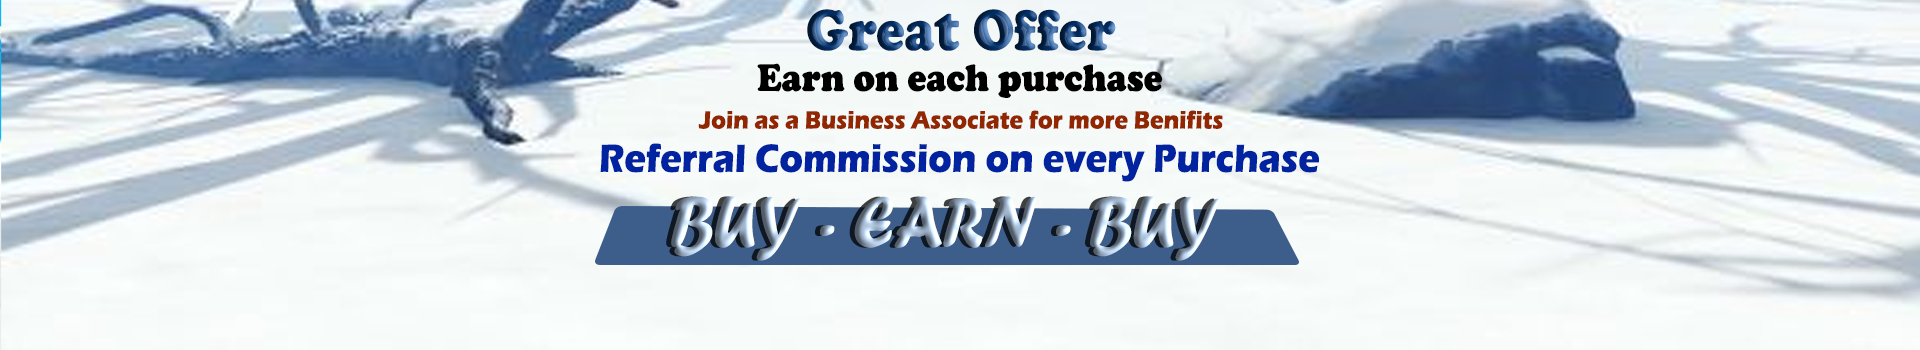 Great Offer
Earn on each purchase
Join as a Business Associate for more Benifits
Referral Commission on every Purchase
BUY - EARN - BUY